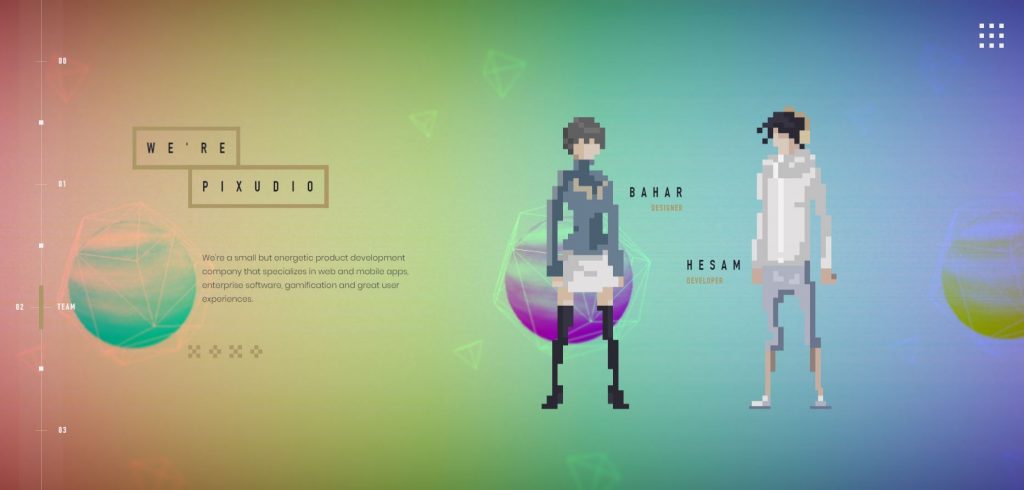 00
01
02 TEAM
03
WE'RE
PIXUDIO
We're a small but energetic product development
company that specializes in web and mobile apps,
enterprise software, gamification and great user
experiences.
BAHAR
DESIGNER
HESAM
DEVELOPER